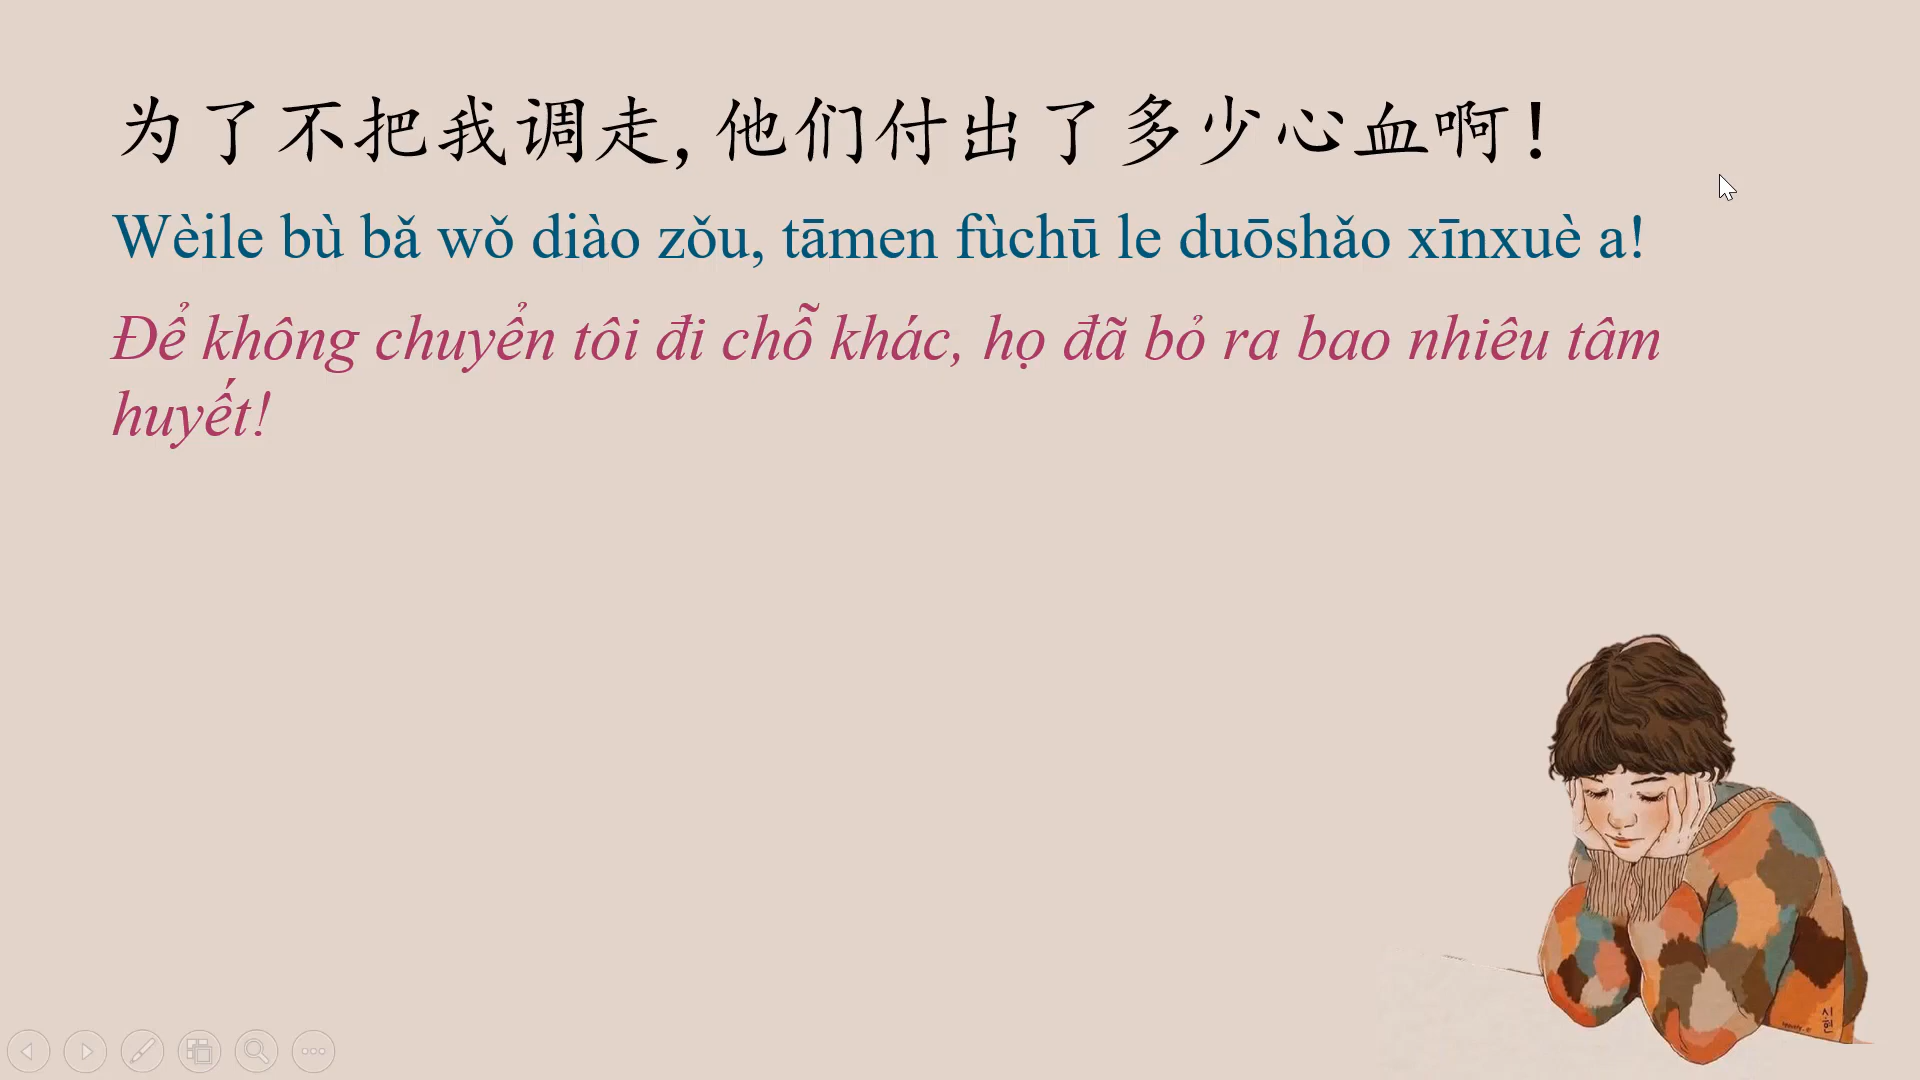 为了不把我调走,他们付出了多少心血啊!
Wèile bù bǎ wǒ diào zǒu, tāmen fùchū le duōshǎo xīnxuè a!
Để không chuyển tôi đi chỗ khác, họ đã bỏ ra bao nhiêu tâm
huyết!
신
현